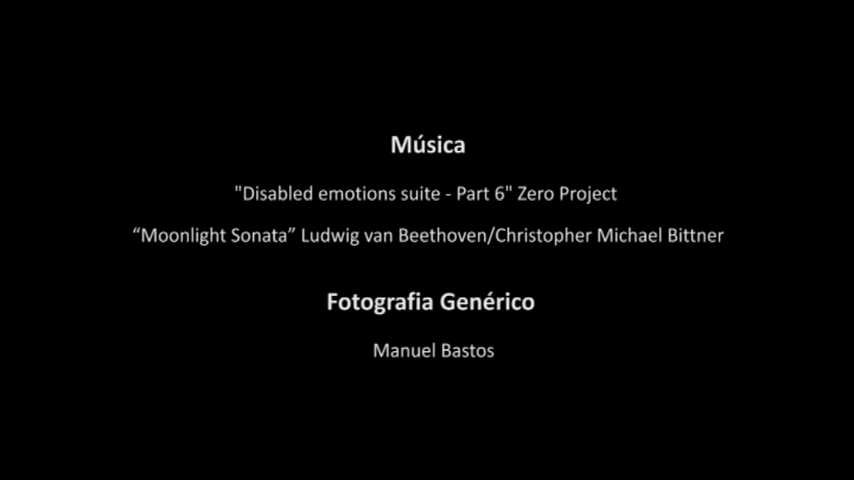 Música
"Disabled emotions suite - Part 6" Zero Project
“Moonlight Sonata” Ludwig van Beethoven/Christopher Michael Bittner
Fotografia Genérico
Manuel Bastos